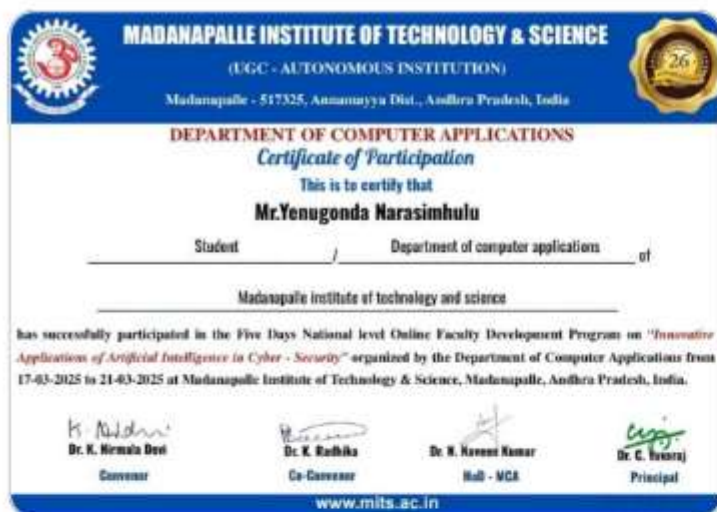 MADANAPALLE INSTITUTE OF TECHNOLOGY & SCIENCE
(UGC - AUTONOMOUS INSTITUTION)
Madanapalle - 517325, Annamayya Dist., Andhra Pradesh, India
26
DEPARTMENT OF COMPUTER APPLICATIONS
Certificate of Participation
This is to certify that
Mr.Yenugonda Narasimhulu
Student / Department of computer applications of
Madanapalle institute of technology and science
has successfully participated in the Five Days National level Online Faculty Development Program on "Innovative
Applications of Artificial Intelligence in Cyber - Security" organized by the Department of Computer Applications from
17-03-2025 to 21-03-2025 at Madanapalle Institute of Technology & Science, Madanapalle, Andhra Pradesh, India.
Dr. K. Nirmala Devi Dr. K. Radhika Dr. N. Naveen Kumar Dr. C. Yuvaraj
Convenor Co-Convenor HoD - MCA Principal
www.mits.ac.in